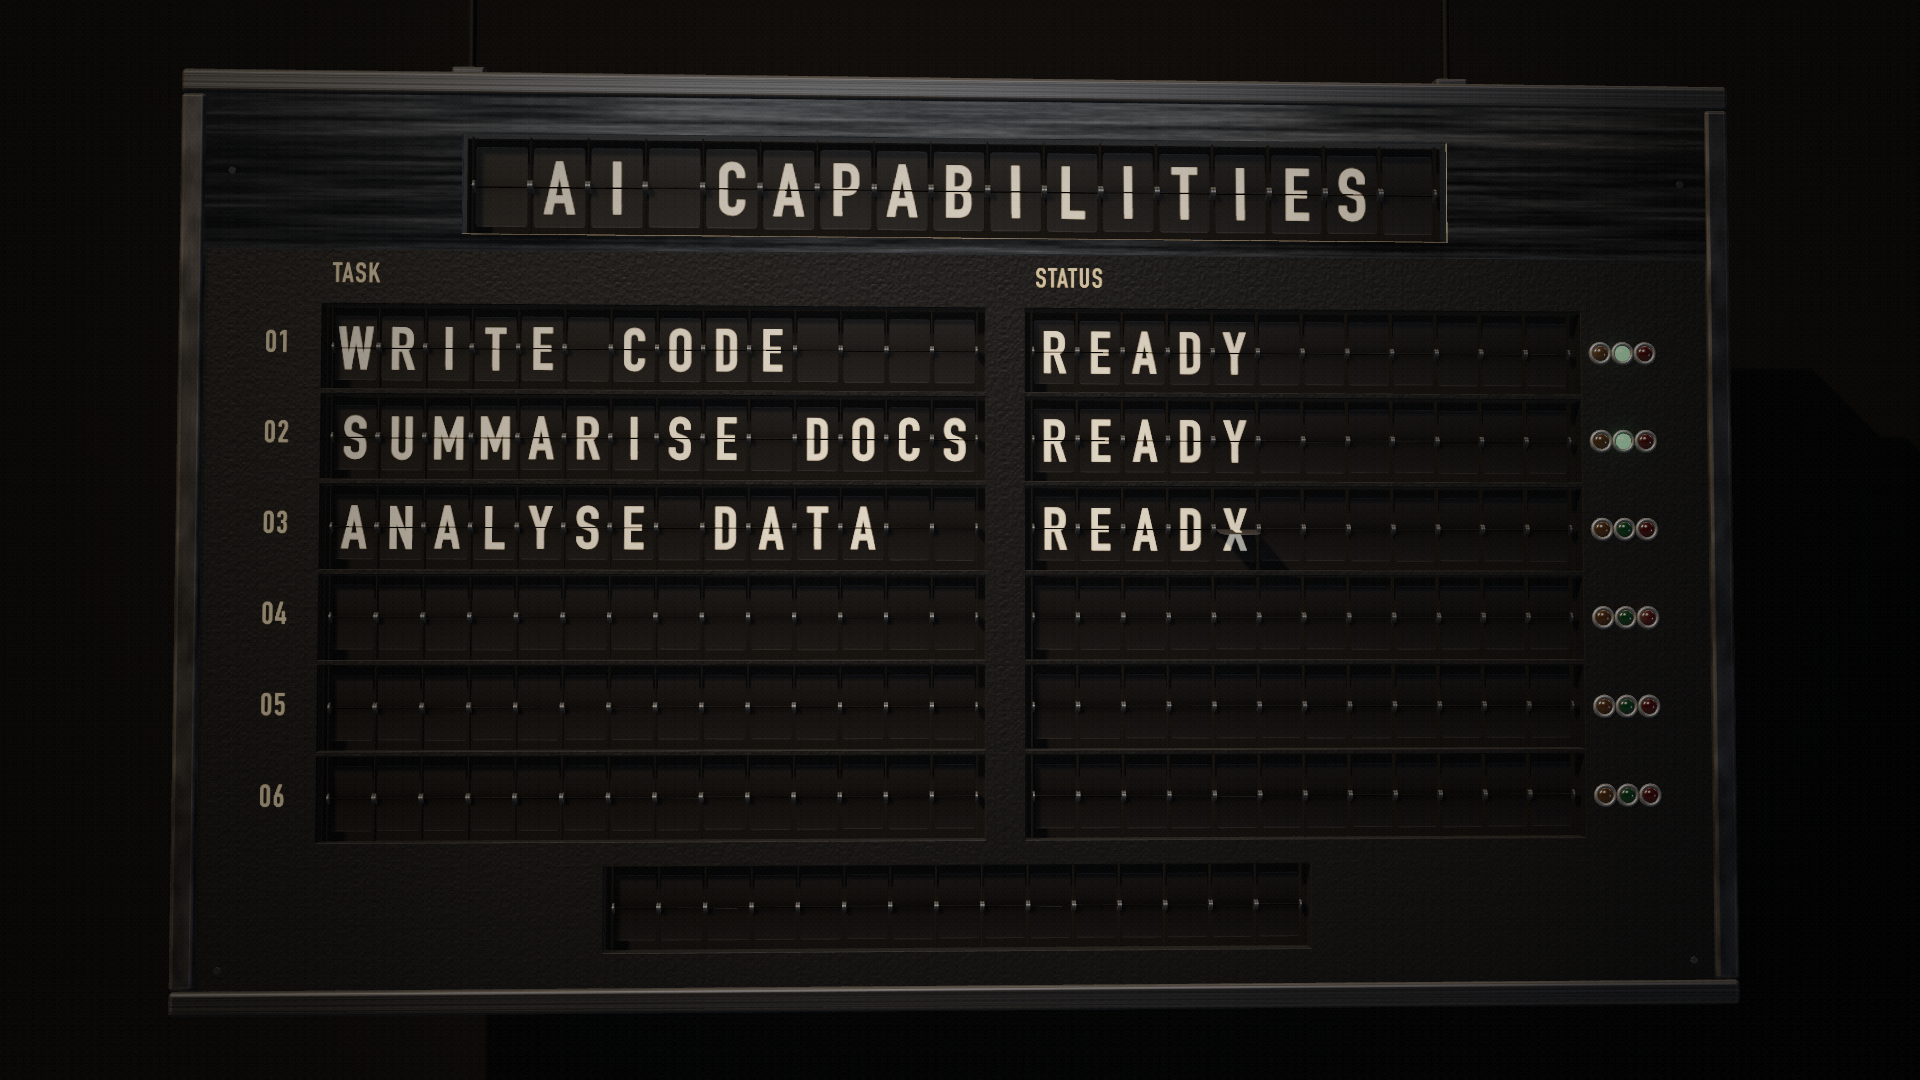 AI CAPABILITIES
TASK STATUS
01 WRITE CODE READY
02 SUMMARISE DOCS READY
03 ANALYSE DATA READX
04
05
06